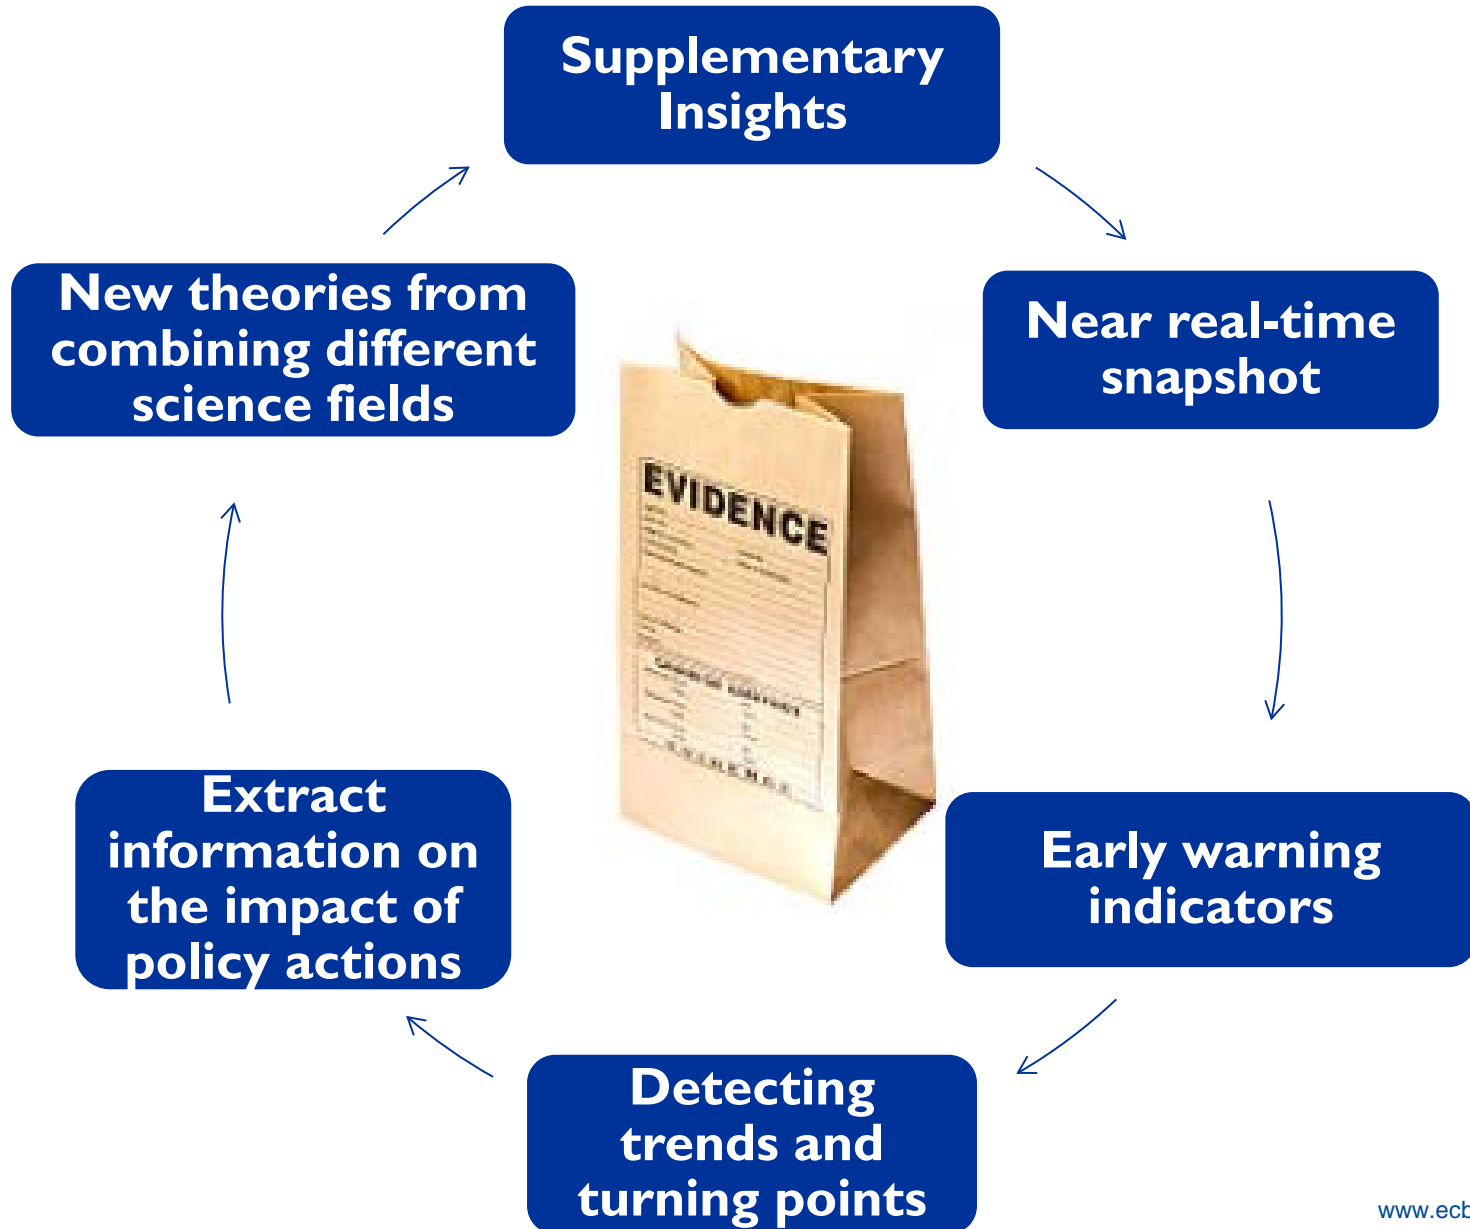 Supplementary
Insights
Near real-time
snapshot
Early warning
indicators
Detecting
trends and
turning points
Extract
information on
the impact of
policy actions
New theories from
combining different
science fields
EVIDENCE
EVIDENCE
www.ecb